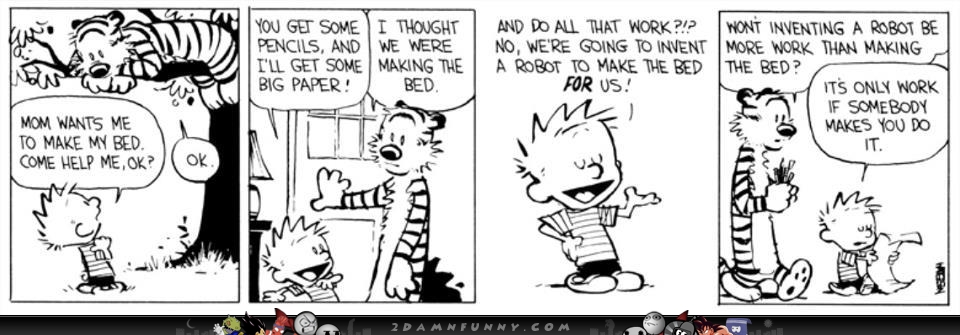 MOM WANTS ME
TO MAKE MY BED.
COME HELP ME, OK?
OK.
YOU GET SOME
PENCILS, AND
I'LL GET SOME
BIG PAPER!
I THOUGHT
WE WERE
MAKING THE
BED.
AND DO ALL THAT WORK?!?
NO, WE'RE GOING TO INVENT
A ROBOT TO MAKE THE BED
FOR US!
WON'T INVENTING A ROBOT BE
MORE WORK THAN MAKING
THE BED?
IT'S ONLY WORK
IF SOMEBODY
MAKES YOU DO
IT.
2DAMNFUNNY.COM